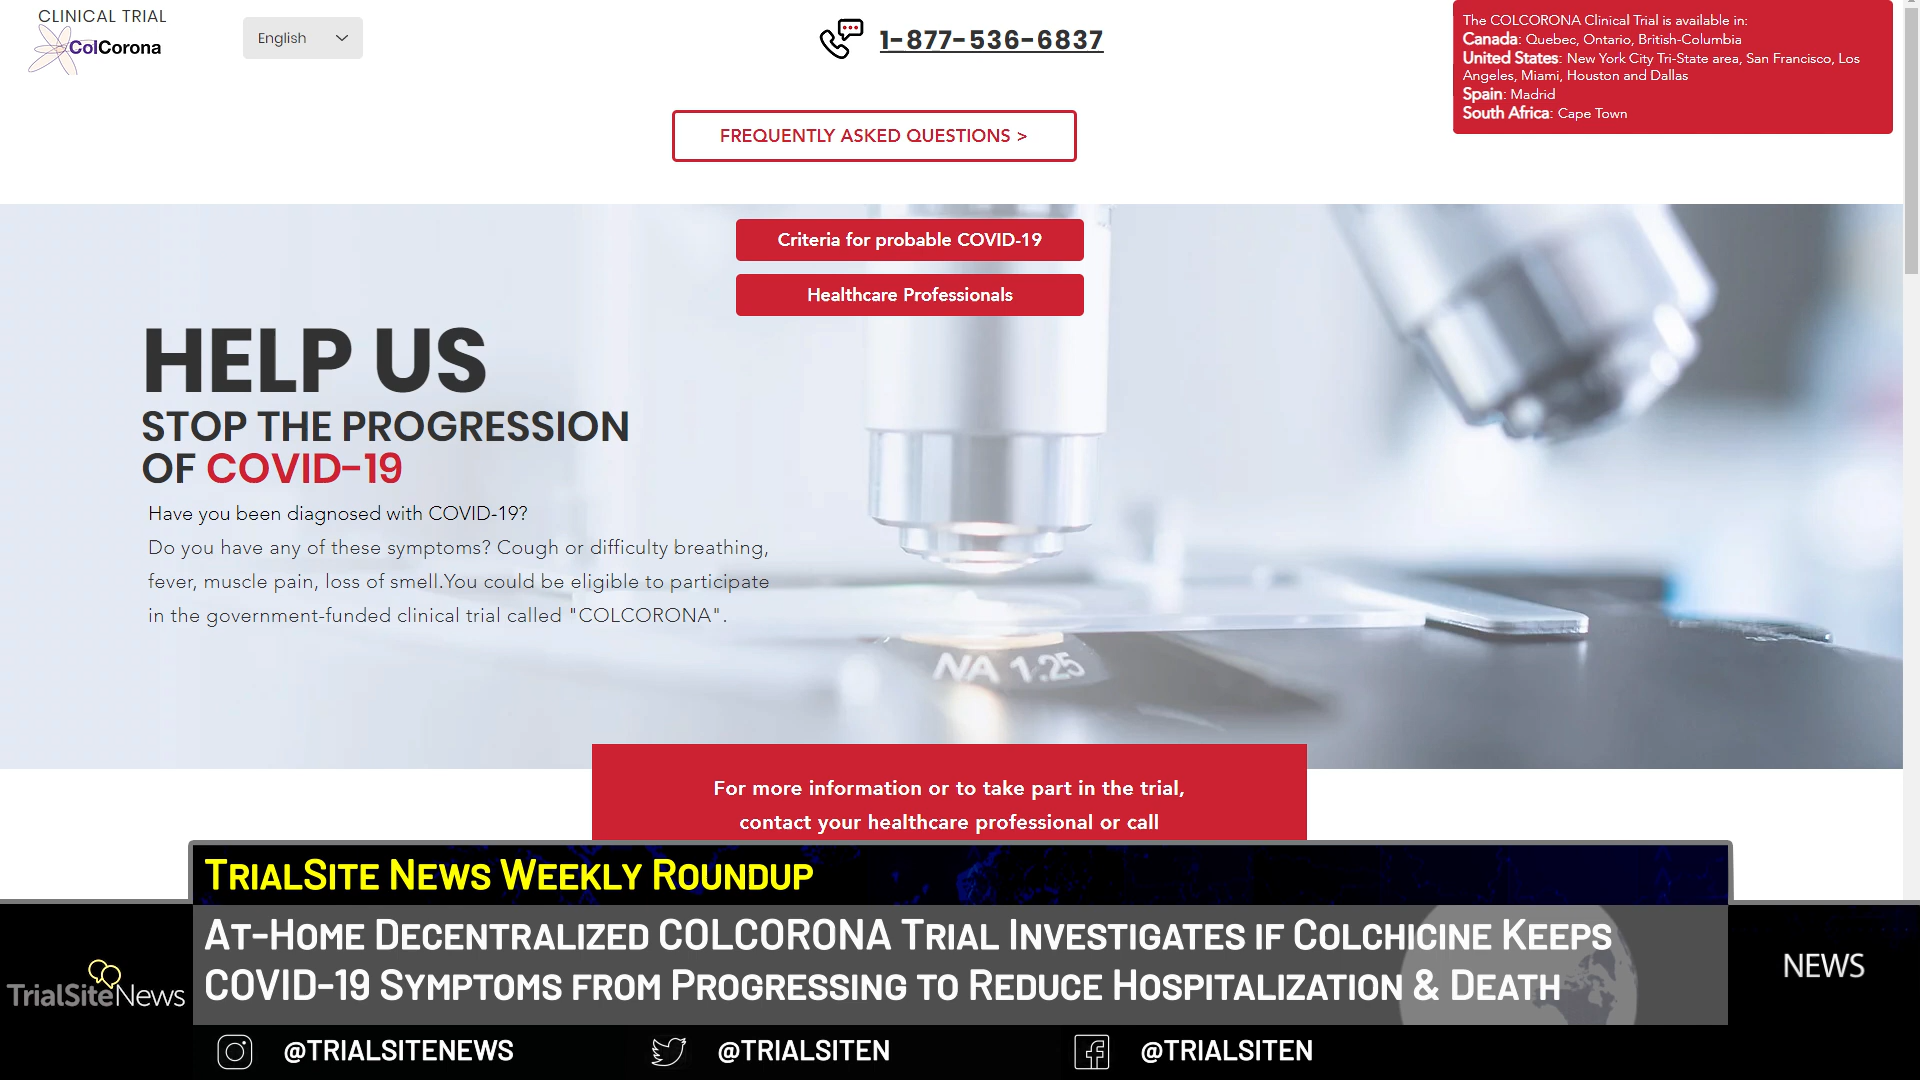 CLINICAL TRIAL
ColCorona
English
1-877-536-6837
The COLCORONA Clinical Trial is available in:
Canada: Quebec, Ontario, British-Columbia
United States: New York City Tri-State area, San Francisco, Los
Angeles, Miami, Houston and Dallas
Spain: Madrid
South Africa: Cape Town
FREQUENTLY ASKED QUESTIONS >
Criteria for probable COVID-19
Healthcare Professionals
HELP US
STOP THE PROGRESSION
OF COVID-19
Have you been diagnosed with COVID-19?
Do you have any of these symptoms? Cough or difficulty breathing,
fever, muscle pain, loss of smell.You could be eligible to participate
in the government-funded clinical trial called "COLCORONA".
NA 1.25
For more information or to take part in the trial,
contact your healthcare professional or call
TrialSite News Weekly Roundup
At-Home Decentralized COLCORONA Trial Investigates if Colchicine Keeps
COVID-19 Symptoms from Progressing to Reduce Hospitalization & Death
TrialSiteNews
NEWS
@TRIALSITENEWS
@TRIALSITEN
@TRIALSITEN